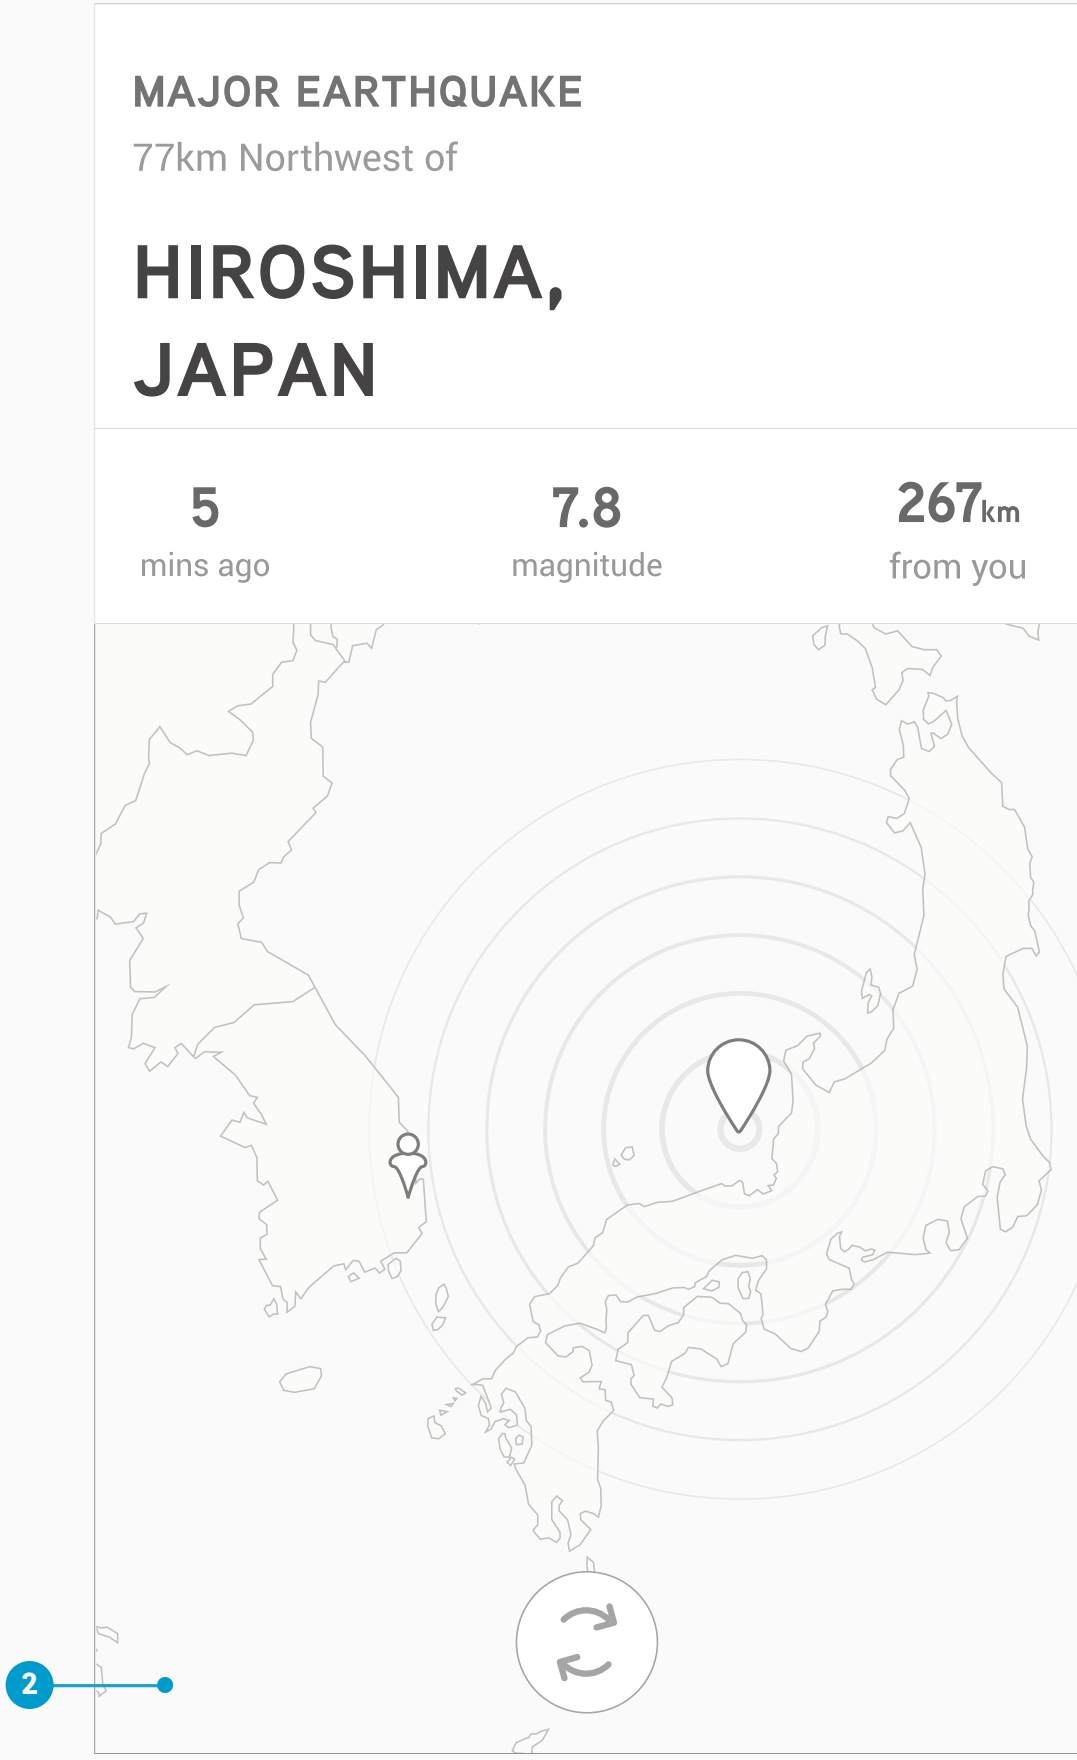 MAJOR EARTHQUAKE
77km Northwest of
HIROSHIMA,
JAPAN
5
mins ago
7.8
magnitude
267km
from you
2